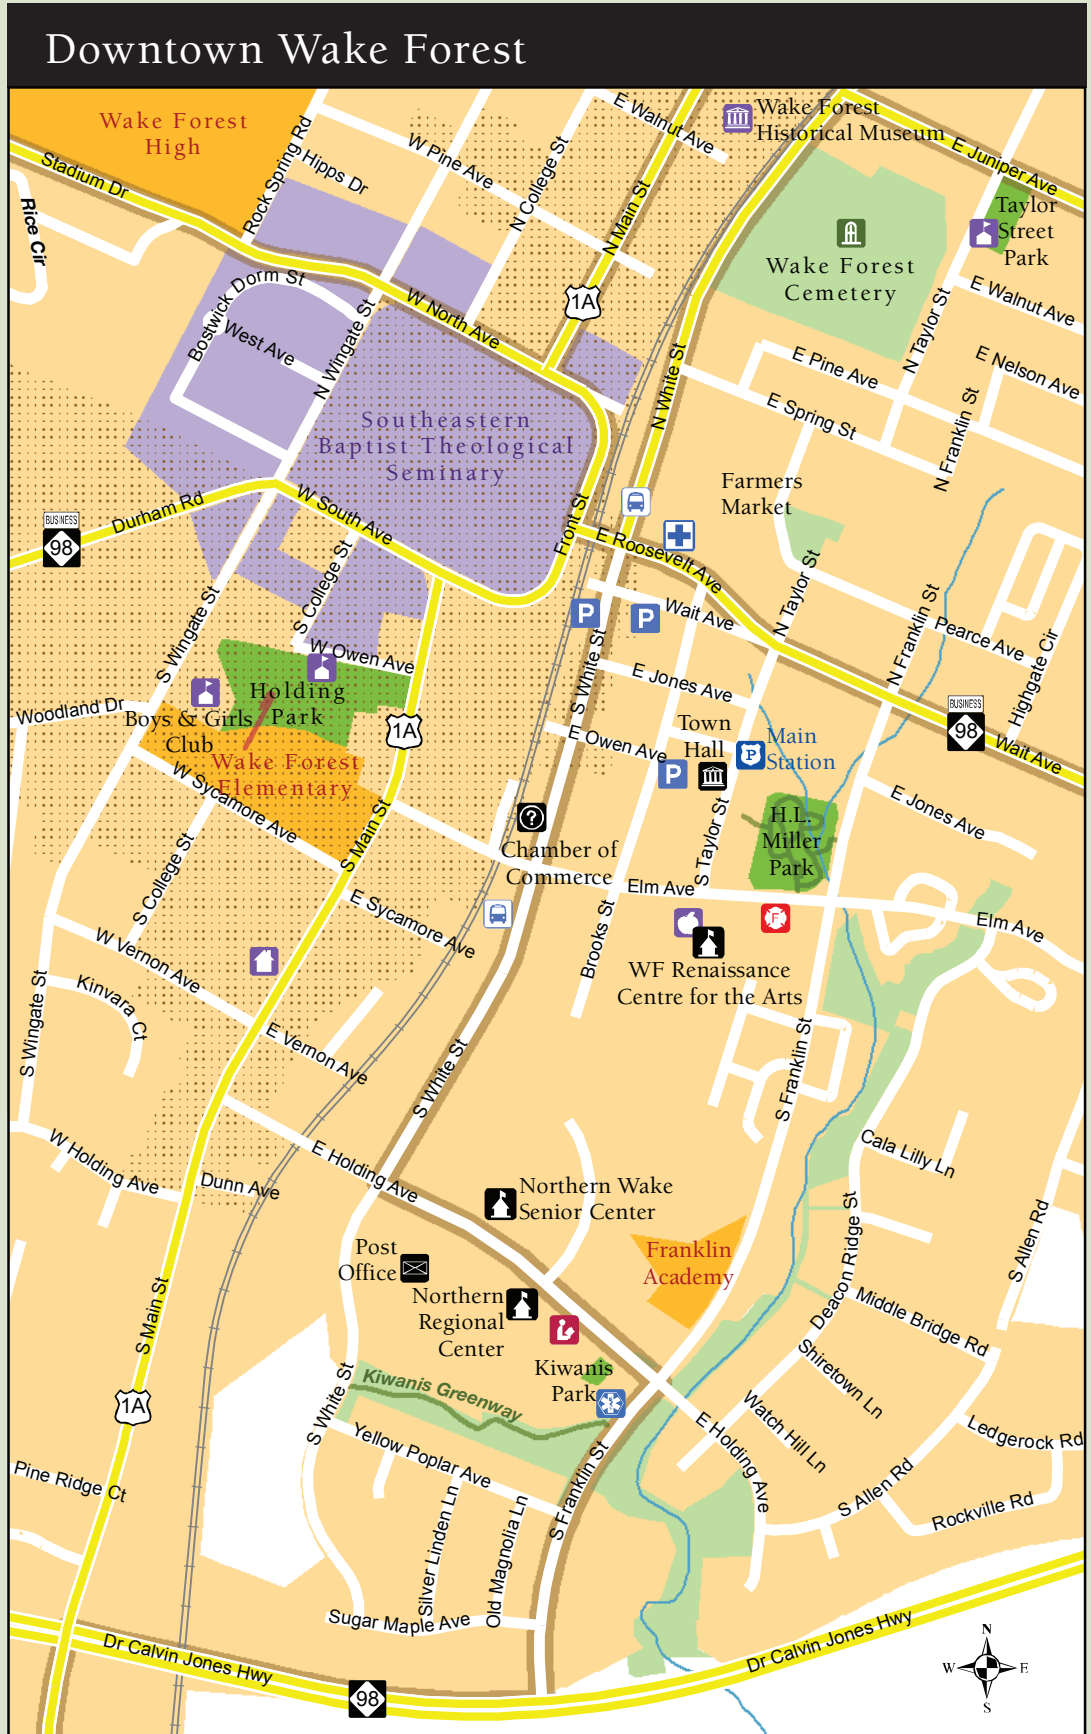 Downtown Wake Forest
Wake Forest
High
Stadium Dr
Rice Cir
Rock Spring Rd
Hipps Dr
W Pine Ave
N College St
E Walnut Ave
N Main St
1A
Wake Forest
Historical Museum
E Juniper Ave
Taylor
Street
Park
Wake Forest
Cemetery
E Walnut Ave
N Taylor St
E Pine Ave
E Nelson Ave
E Spring St
N Franklin St
N White St
Bostwick Dorm St
West Ave
N Wingate St
W North Ave
Southeastern
Baptist Theological
Seminary
Farmers
Market
BUSINESS
98
Durham Rd
W South Ave
Front St
E Roosevelt Ave
S College St
P
P
Wait Ave
N Taylor St
N Franklin St
Pearce Ave
Highgate Cir
S Wingate St
W Owen Ave
Holding
Park
S White St
E Jones Ave
BUSINESS
98
Wait Ave
Woodland Dr
Boys & Girls
Club
1A
Wake Forest
Elementary
E Owen Ave
Town
Hall
P
P
Main
Station
W Sycamore Ave
S Main St
?
Chamber of
Commerce
S Taylor St
H.L.
Miller
Park
E Jones Ave
S College St
E Sycamore Ave
Elm Ave
F
Elm Ave
Brooks St
WF Renaissance
Centre for the Arts
W Vernon Ave
Kinvara Ct
S Wingate St
E Vernon Ave
S White St
S Franklin St
W Holding Ave
Dunn Ave
E Holding Ave
Cala Lilly Ln
Northern Wake
Senior Center
Post
Office
Franklin
Academy
Deacon Ridge St
S Allen Rd
Northern
Regional
Center
S Main St
Middle Bridge Rd
Shiretown Ln
Kiwanis
Park
Kiwanis Greenway
1A
S White St
Watch Hill Ln
E Holding Ave
Ledgerock Rd
Yellow Poplar Ave
Pine Ridge Ct
S Franklin St
S Allen Rd
Rockville Rd
Silver Linden Ln
Old Magnolia Ln
Sugar Maple Ave
Dr Calvin Jones Hwy
98
Dr Calvin Jones Hwy
N
W
E
S